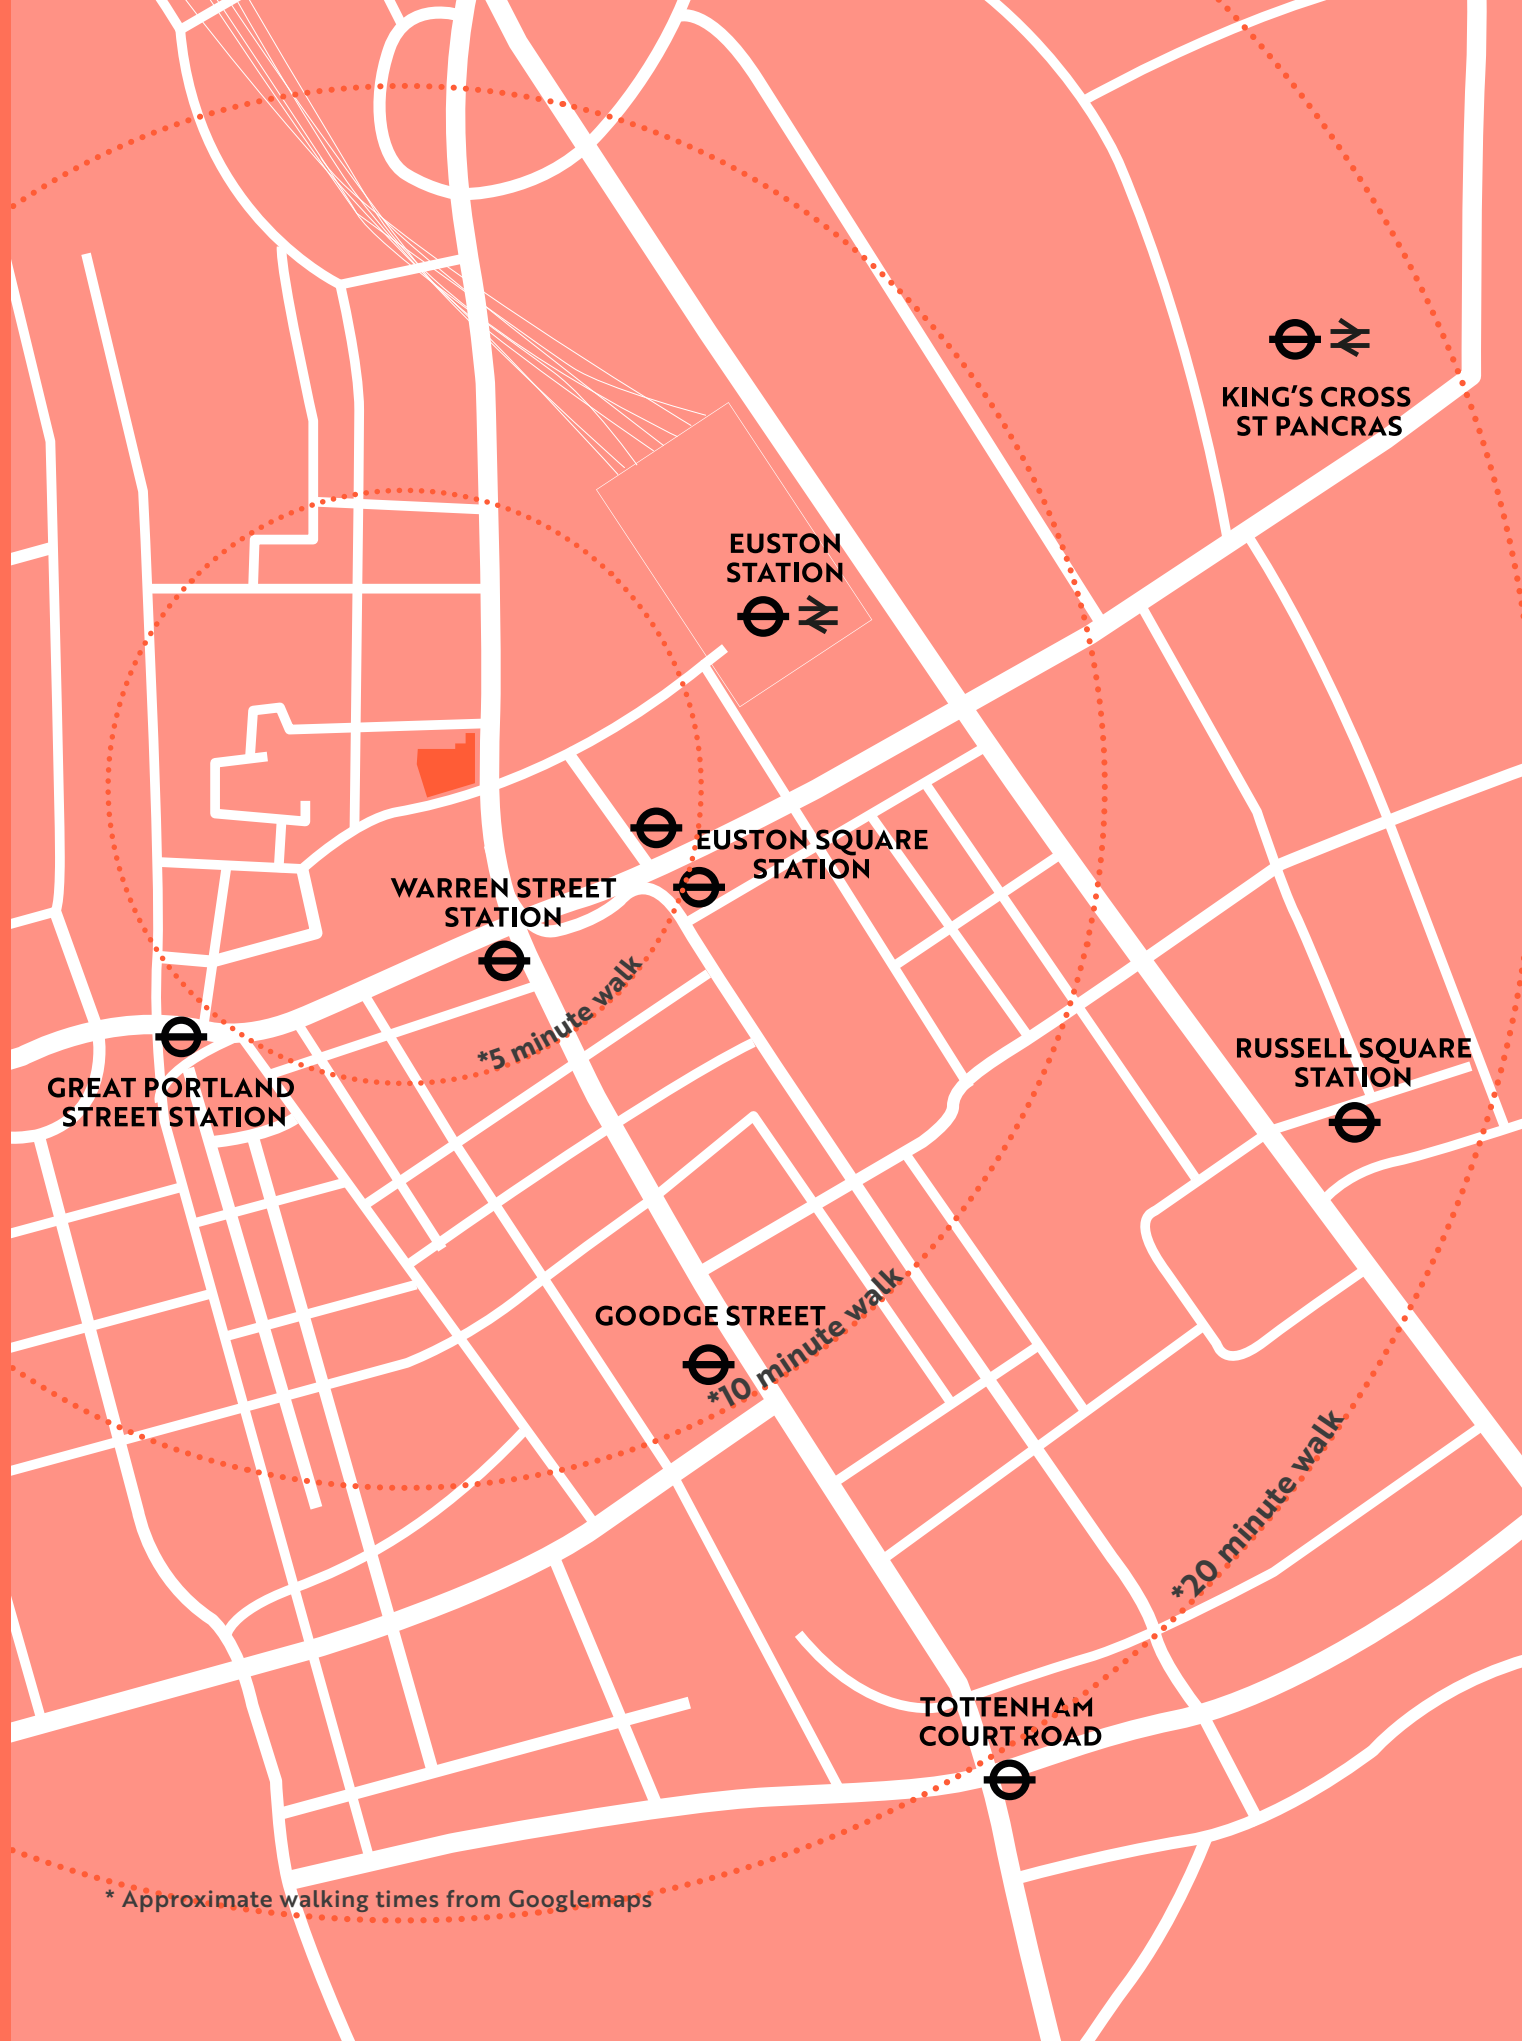 KING'S CROSS
ST PANCRAS
EUSTON
STATION
EUSTON SQUARE
STATION
WARREN STREET
STATION
*5 minute walk
GREAT PORTLAND
STREET STATION
RUSSELL SQUARE
STATION
GOODGE STREET
*10 minute walk
*20 minute walk
TOTTENHAM
COURT ROAD
* Approximate walking times from Googlemaps